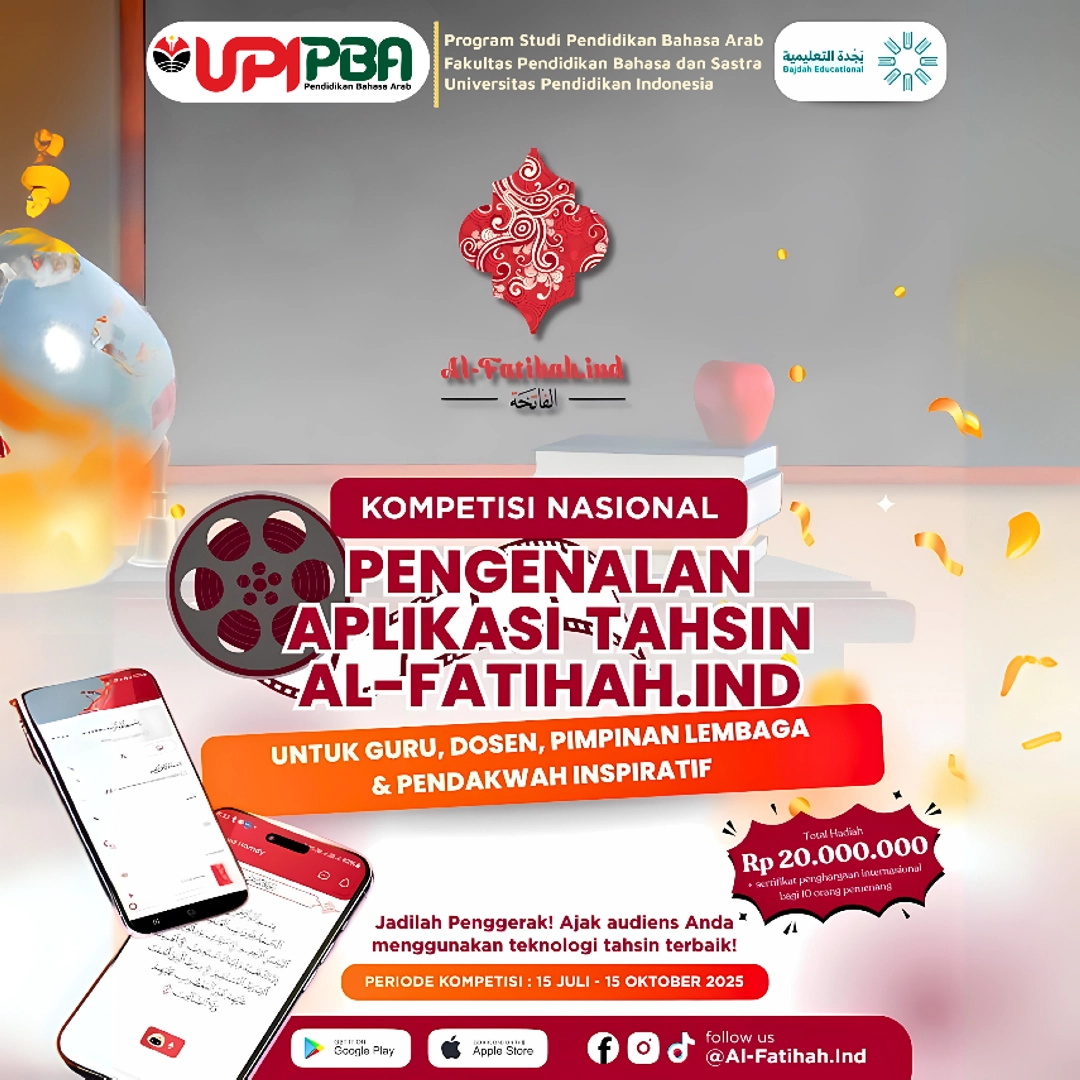 UPI PBA
Pendidikan Bahasa Arab
Program Studi Pendidikan Bahasa Arab
Fakultas Pendidikan Bahasa dan Sastra
Universitas Pendidikan Indonesia
نجدة التعليمية
Bajdah Educational
Al-Fatihah.ind
الفاتحة
KOMPETISI NASIONAL
PENGENALAN
APLIKASI TAHSIN
AL-FATIHAH.IND
UNTUK GURU, DOSEN, PIMPINAN LEMBAGA
& PENDAKWAH INSPIRATIF
Total Hadiah
Rp 20.000.000
+ sertifikat penghargaan internasional
bagi 10 orang pemenang
Jadilah Penggerak! Ajak audiens Anda
menggunakan teknologi tahsin terbaik!
PERIODE KOMPETISI : 15 JULI - 15 OKTOBER 2025
GET IT ON
Google Play
Apple Store
follow us
@Al-Fatihah.Ind